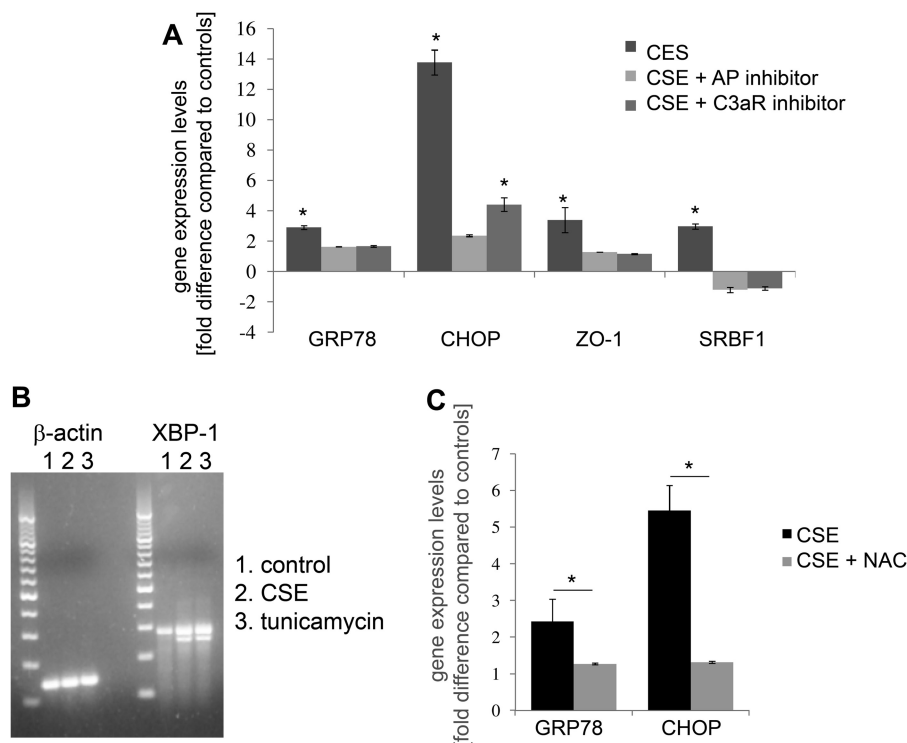 A
gene expression levels
[fold difference compared to controls]
16
14
12
10
8
6
4
2
0
-2
-4
*
*
*
*
*
CES
CSE + AP inhibitor
CSE + C3aR inhibitor
GRP78
CHOP
ZO-1
SRBF1
B
β-actin
XBP-1
1 2 3
1 2 3
1. control
2. CSE
3. tunicamycin
C
gene expression levels
[fold difference compared to controls]
7
6
5
4
3
2
1
0
*
*
CSE
CSE + NAC
GRP78
CHOP